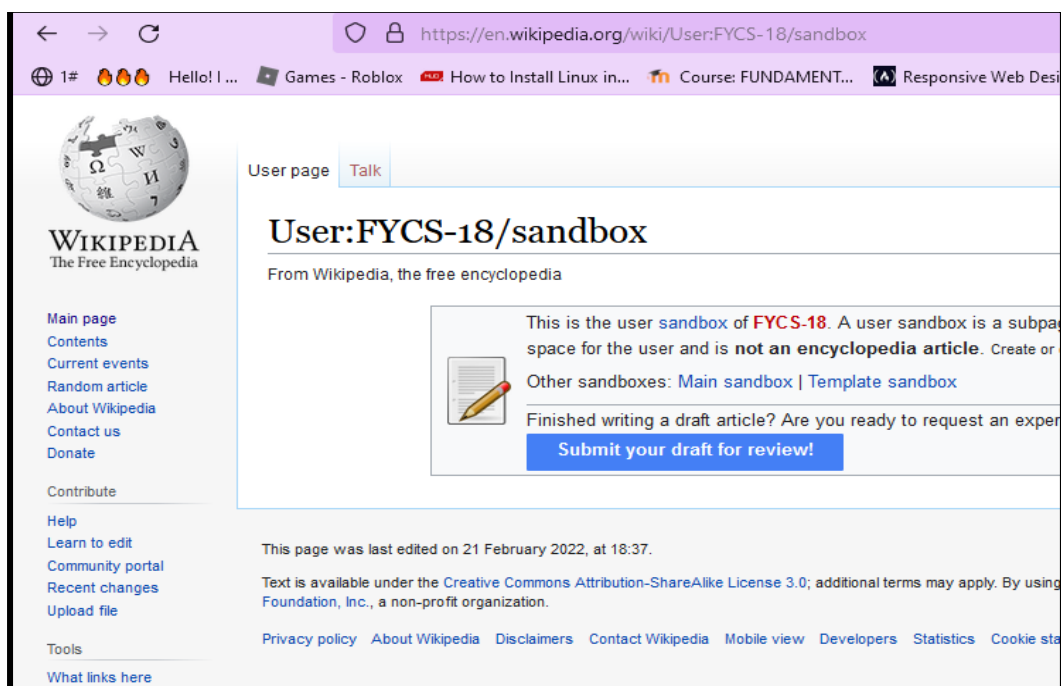 https://en.wikipedia.org/wiki/User:FYCS-18/sandbox
1# 🔥🔥🔥 Hello! I ... Games - Roblox How to Install Linux in... Course: FUNDAMENT... Responsive Web Desi
User page Talk
WIKIPEDIA
The Free Encyclopedia
User:FYCS-18/sandbox
From Wikipedia, the free encyclopedia
Main page
Contents
Current events
Random article
About Wikipedia
Contact us
Donate
Contribute
Help
Learn to edit
Community portal
Recent changes
Upload file
Tools
What links here
This is the user sandbox of FYCS-18. A user sandbox is a subpag
space for the user and is not an encyclopedia article. Create or
Other sandboxes: Main sandbox | Template sandbox
Finished writing a draft article? Are you ready to request an exper
Submit your draft for review!
This page was last edited on 21 February 2022, at 18:37.
Text is available under the Creative Commons Attribution-ShareAlike License 3.0; additional terms may apply. By using
Foundation, Inc., a non-profit organization.
Privacy policy About Wikipedia Disclaimers Contact Wikipedia Mobile view Developers Statistics Cookie sta